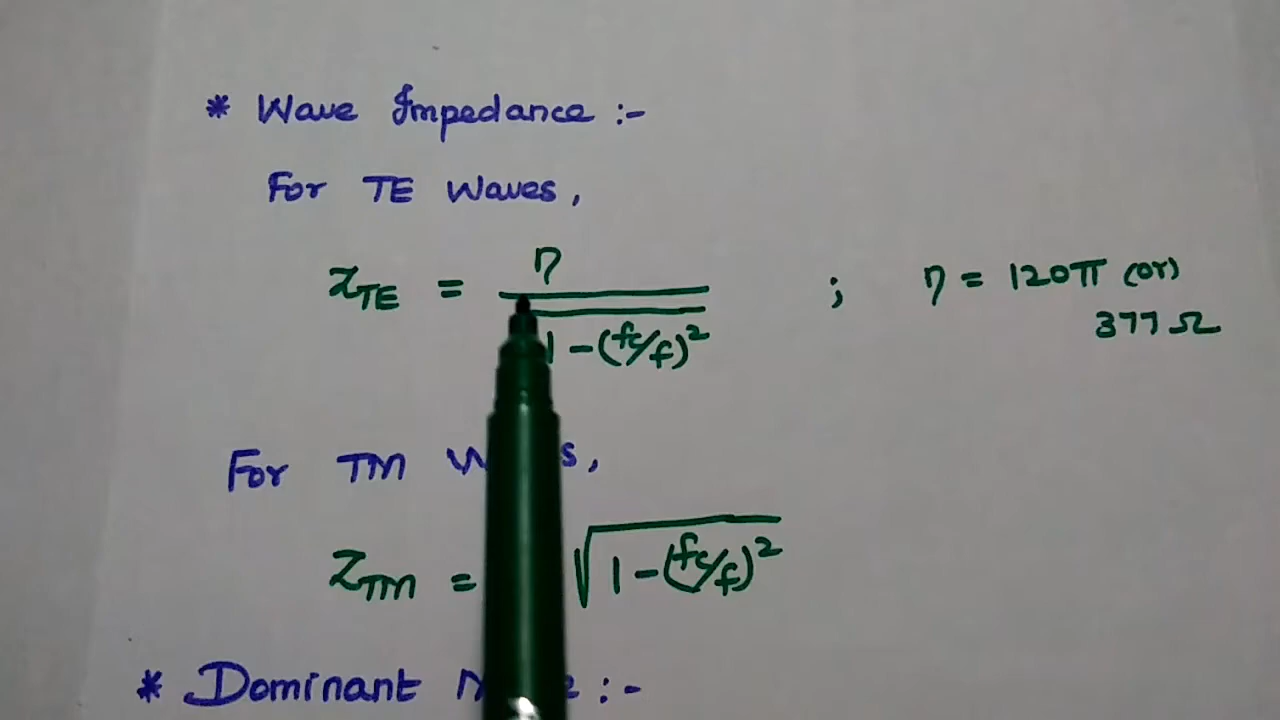 * Wave Impedance :-
For TE Waves,
Z_TE = η / √1 - (fc/f)² ; η = 120π (or)
377 Ω
For TM
Z_TM = √1 - (fc/f)²
* Dominant :-